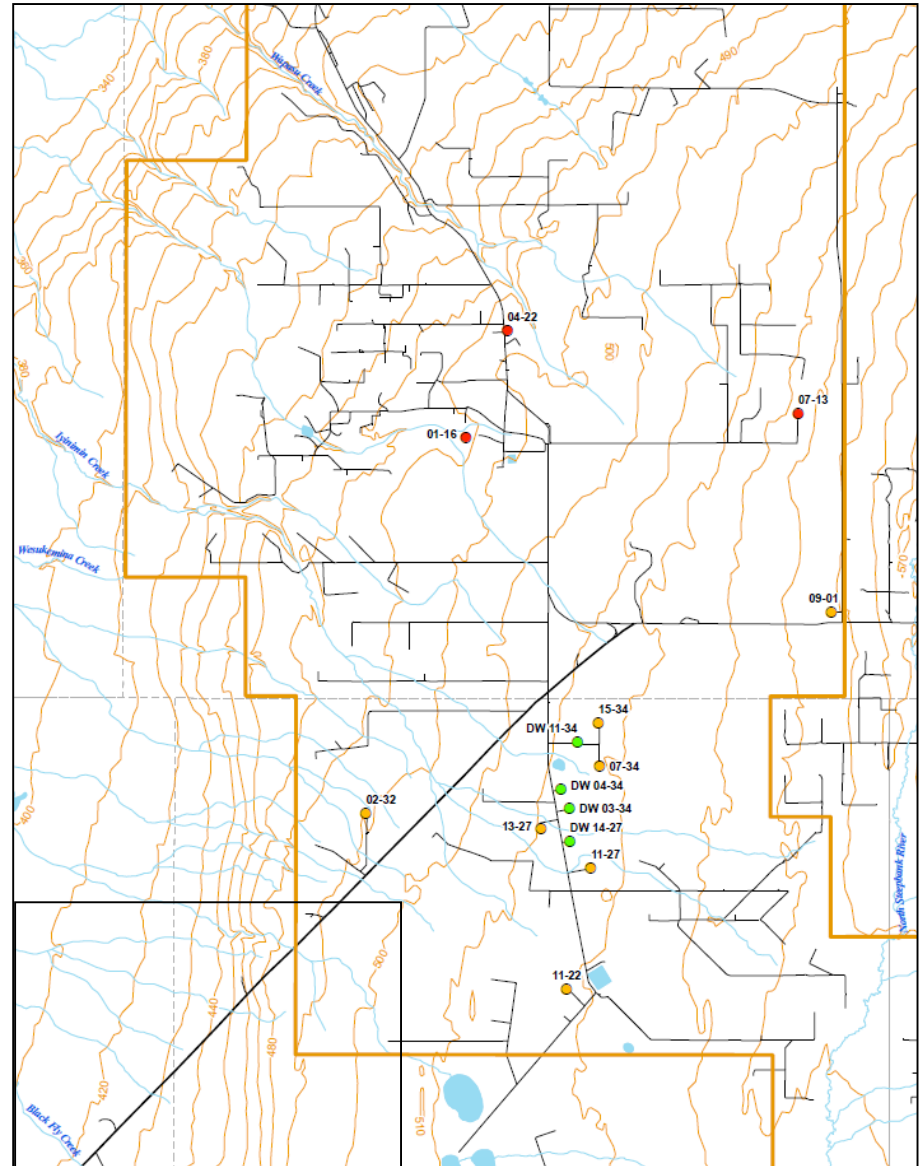 340
380
Wapasu Creek
490
360
380
04-22
500
07-13
01-16
Iyinimin Creek
Wesukemina Creek
570
09-01
15-34
DW 11-34
07-34
DW 04-34
02-32
DW 03-34
13-27
DW 14-27
11-27
400
North Steepbank River
500
11-22
440
480
420
510
Black Fly Creek